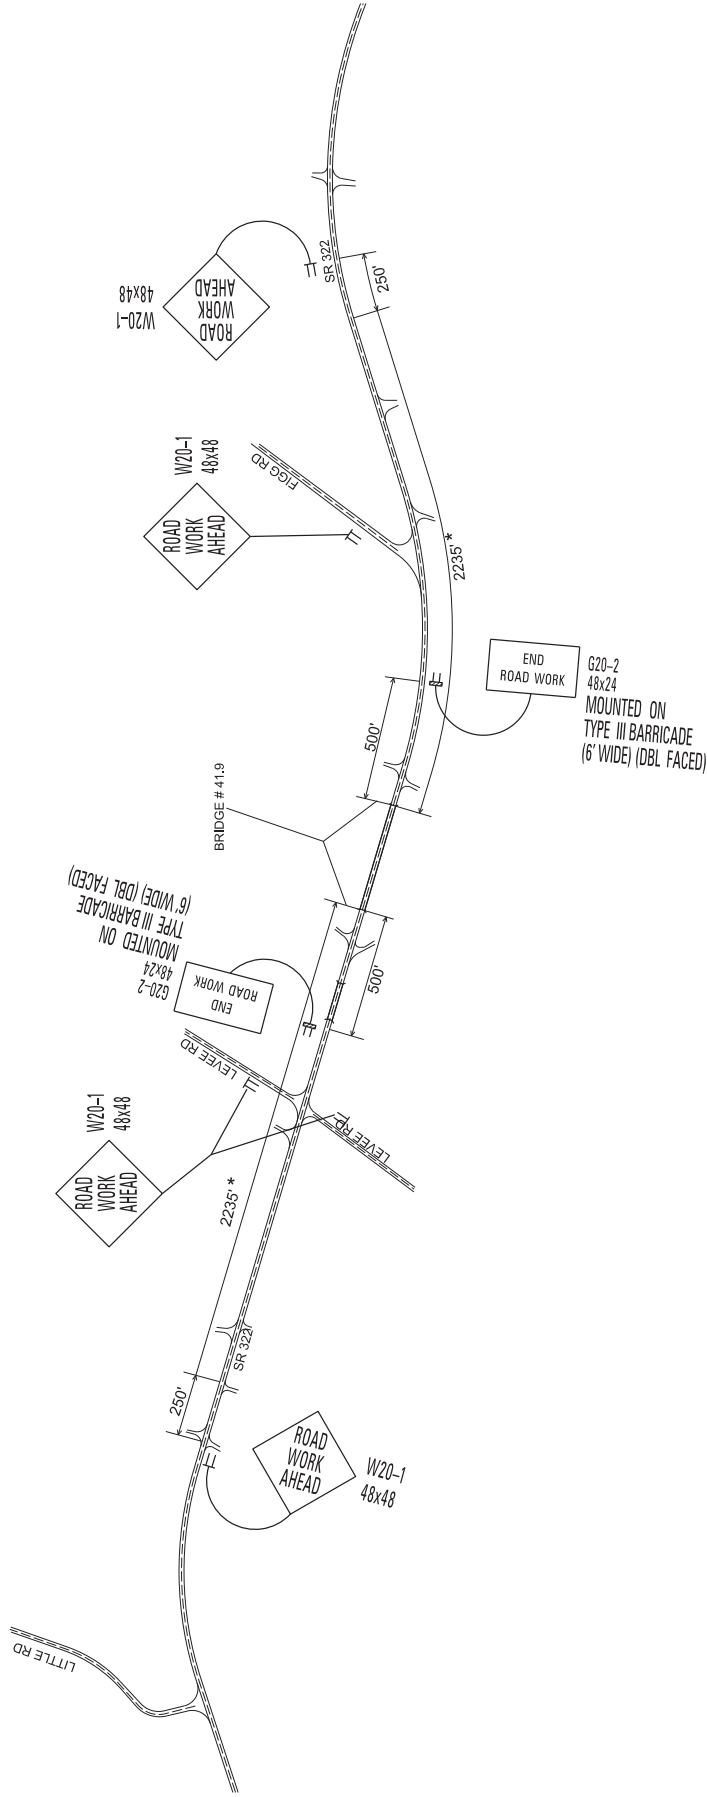 SR 322
250'
ROAD
WORK
AHEAD
W20-1
48x48
W20-1
48x48
ROAD
WORK
AHEAD
FIGG RD
2235' *
END
ROAD WORK
G20-2
48x24
MOUNTED ON
TYPE III BARRICADE
(6' WIDE) (DBL FACED)
500'
BRIDGE # 41.9
END
ROAD WORK
G20-2
48x24
MOUNTED ON
TYPE III BARRICADE
(6' WIDE) (DBL FACED)
500'
LEVEE RD
LEVEE RD
W20-1
48x48
ROAD
WORK
AHEAD
2235' *
SR 322
250'
ROAD
WORK
AHEAD
W20-1
48x48
LITTLE RD